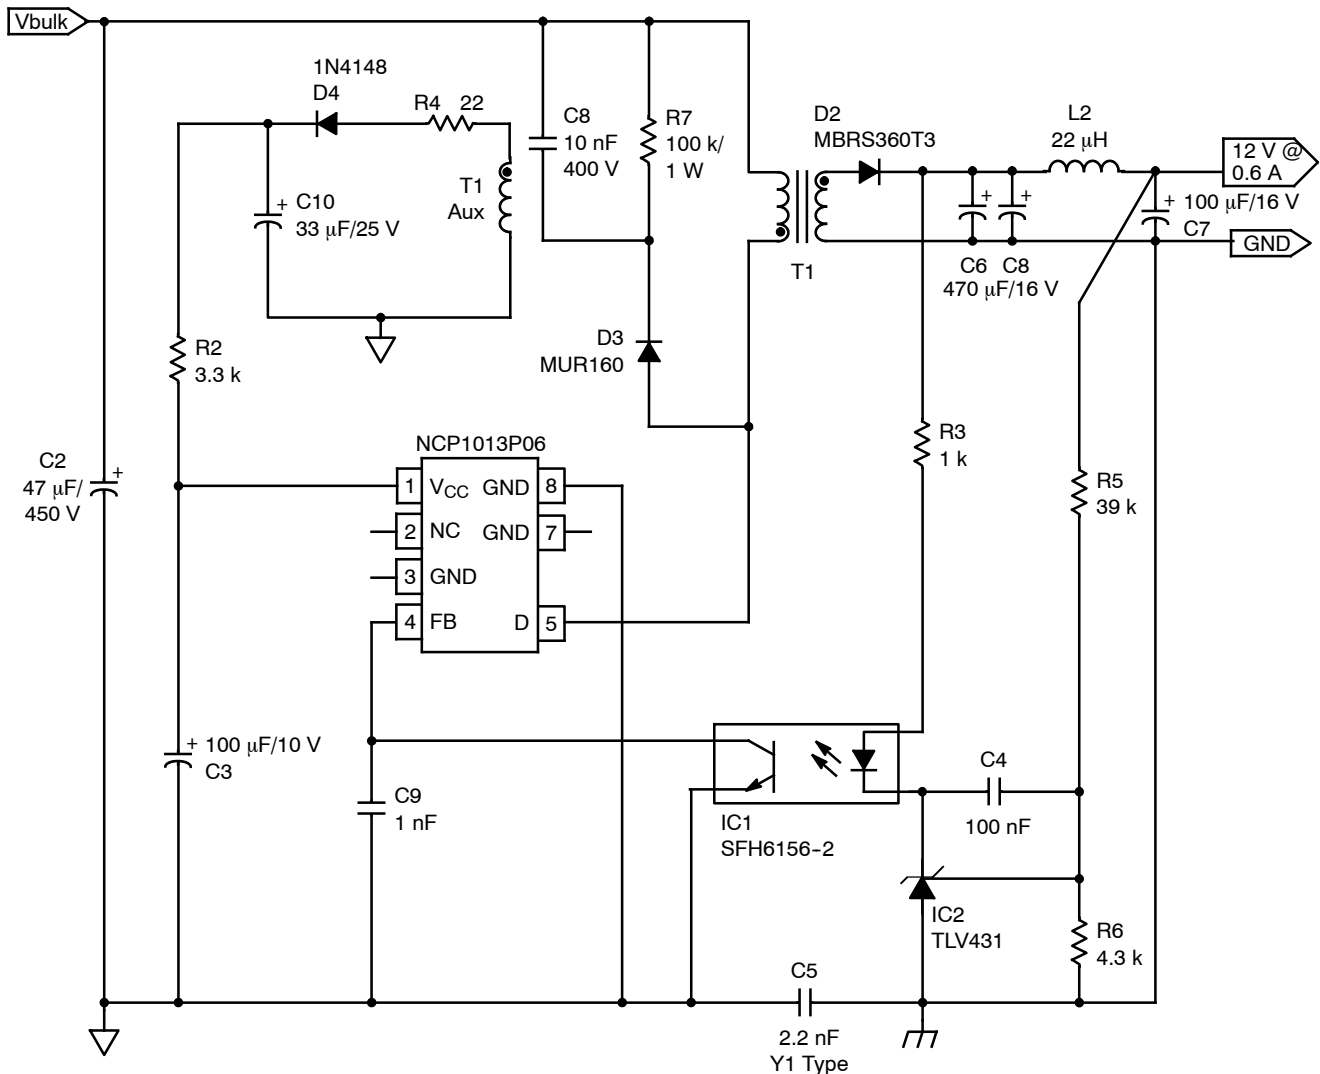 Vbulk
1N4148
D4
R4 22
C8
10 nF
400 V
R7
100 k/
1 W
D2
MBRS360T3
L2
22 μH
12 V @
0.6 A
T1
Aux
+ C10
33 μF/25 V
+
+
+ 100 μF/16 V
C7
GND
T1
C6 C8
470 μF/16 V
R2
3.3 k
D3
MUR160
NCP1013P06
R3
1 k
C2
47 μF/
450 V
+
1 VCC GND 8
2 NC GND 7
3 GND
4 FB D 5
R5
39 k
+ 100 μF/10 V
C3
C9
1 nF
C4
100 nF
IC1
SFH6156-2
IC2
TLV431
R6
4.3 k
C5
2.2 nF
Y1 Type